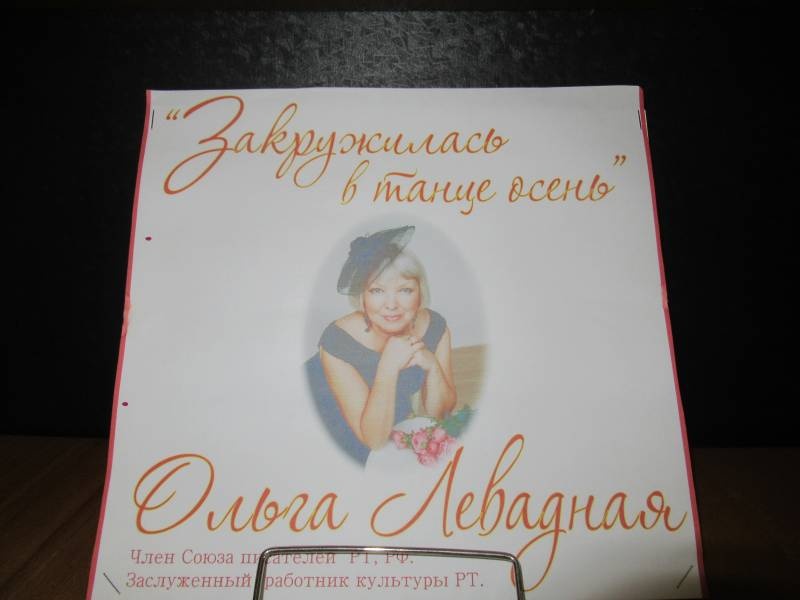 “Закружилась
в танце осень”
Ольга Левадная
Член Союза писателей РТ, РФ.
Заслуженный работник культуры РТ.